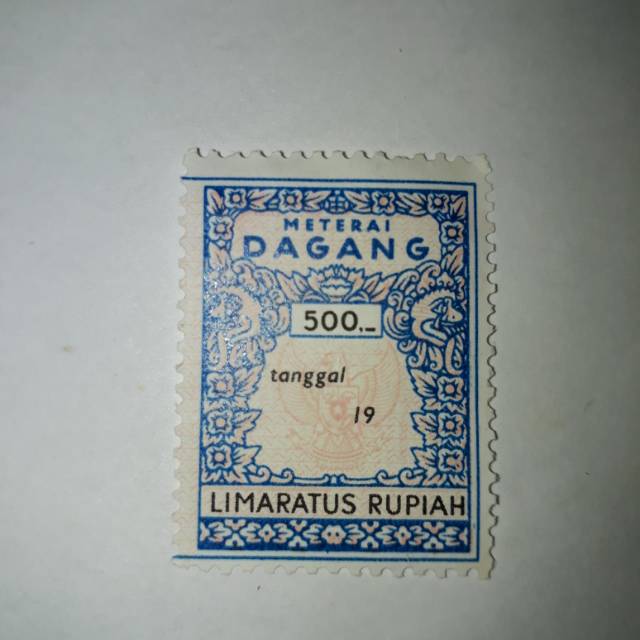 METERAI
DAGANG
500.-
tanggal
19
LIMARATUS RUPIAH